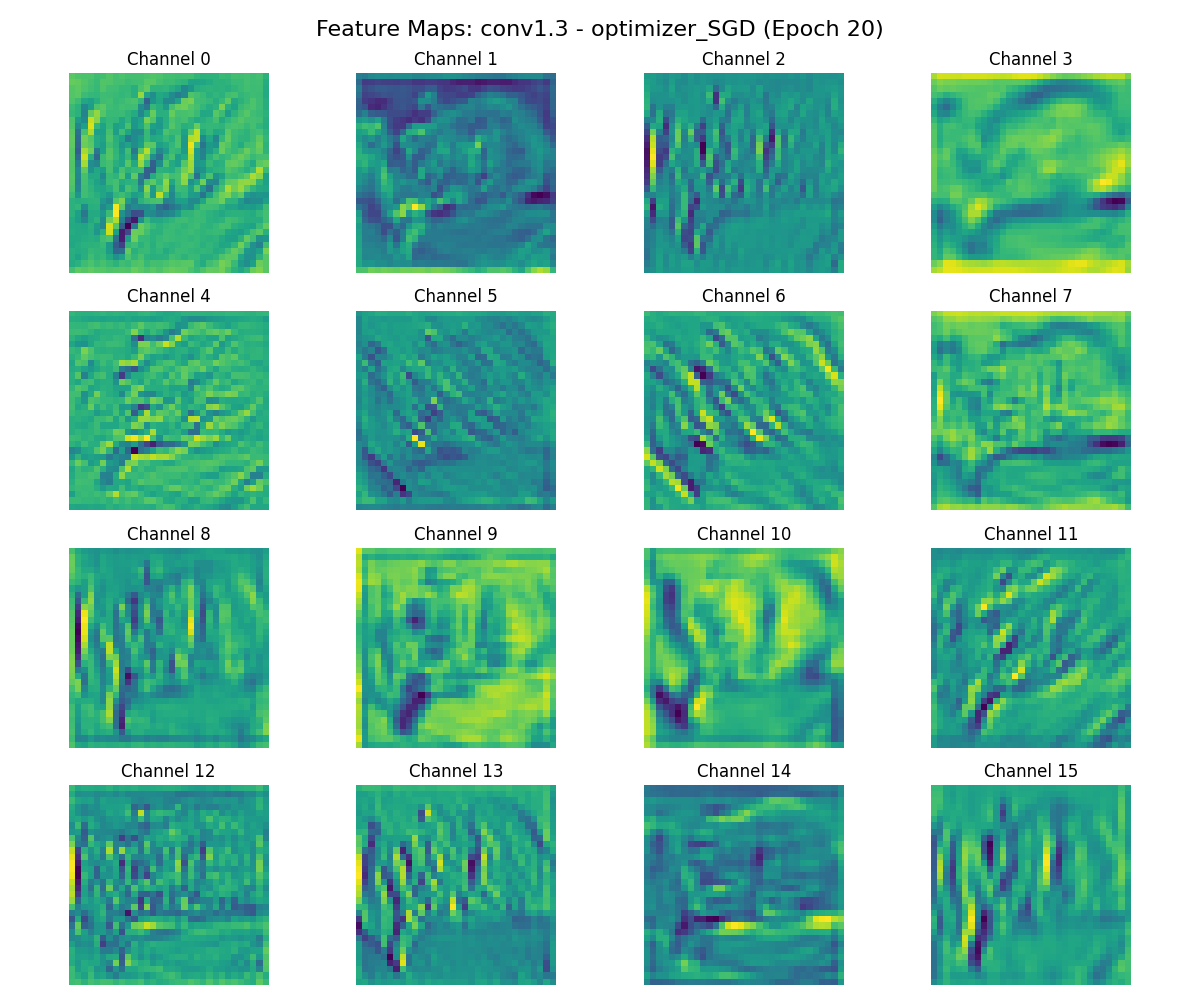 Feature Maps: conv1.3 - optimizer_SGD (Epoch 20)
Channel 0 Channel 1 Channel 2 Channel 3
Channel 4 Channel 5 Channel 6 Channel 7
Channel 8 Channel 9 Channel 10 Channel 11
Channel 12 Channel 13 Channel 14 Channel 15